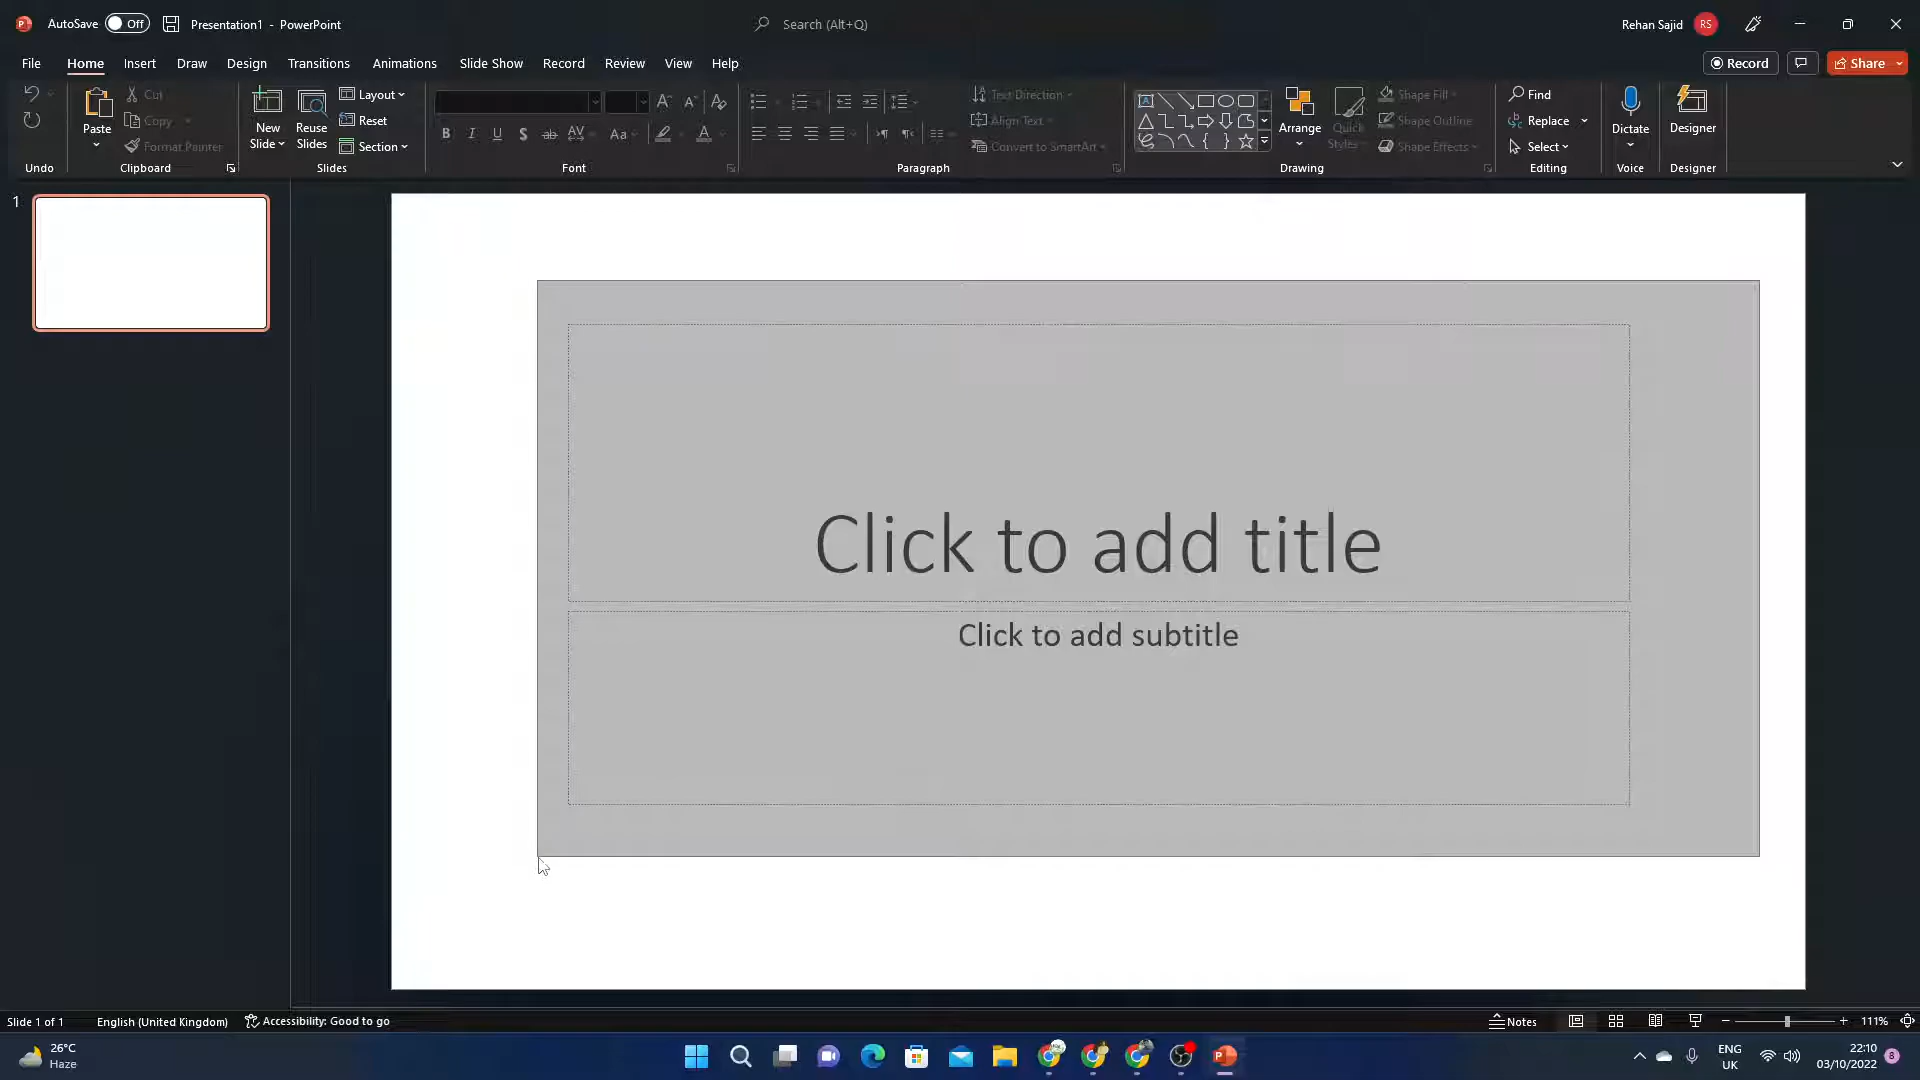 AutoSave Off Presentation1 - PowerPoint Search (Alt+Q) Rehan Sajid RS
File Home Insert Draw Design Transitions Animations Slide Show Record Review View Help Record Share
Paste Cut Copy Format Painter
New Slide Reuse Slides Layout Reset Section
B I U S ab AV Aa A
Text Direction Align Text Convert to SmartArt
Arrange Quick Styles Shape Fill Shape Outline Shape Effects
Find Replace Select
Dictate Designer
Undo Clipboard Slides Font Paragraph Drawing Editing Voice Designer
1
Click to add title
Click to add subtitle
Slide 1 of 1 English (United Kingdom) Accessibility: Good to go Notes 111%
26°C
Haze
ENG
UK
22:10
03/10/2022
8